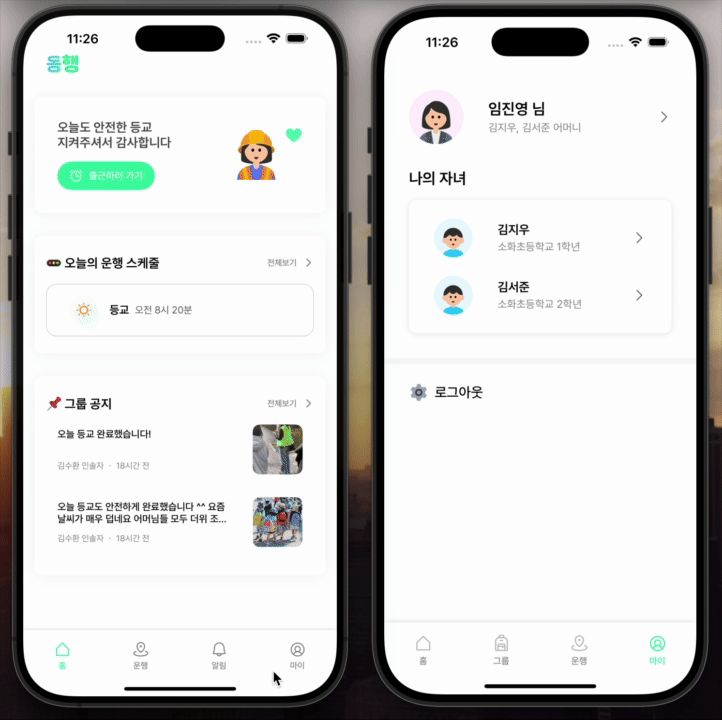 11:26
동행
오늘도 안전한 등교
지켜주셔서 감사합니다
출근하러 가기
오늘의 운행 스케줄
전체보기
등교 오전 8시 20분
그룹 공지
전체보기
오늘 등교 완료했습니다!
김수환 인솔자 · 18시간 전
오늘 등교도 안전하게 완료했습니다 ^^ 요즘
날씨가 매우 덥네요 어머님들 모두 더위 조...
김수환 인솔자 · 18시간 전
홈
운행
알림
마이
11:26
임진영 님
김지우, 김서준 어머니
나의 자녀
김지우
소화초등학교 1학년
김서준
소화초등학교 2학년
로그아웃
홈
그룹
운행
마이